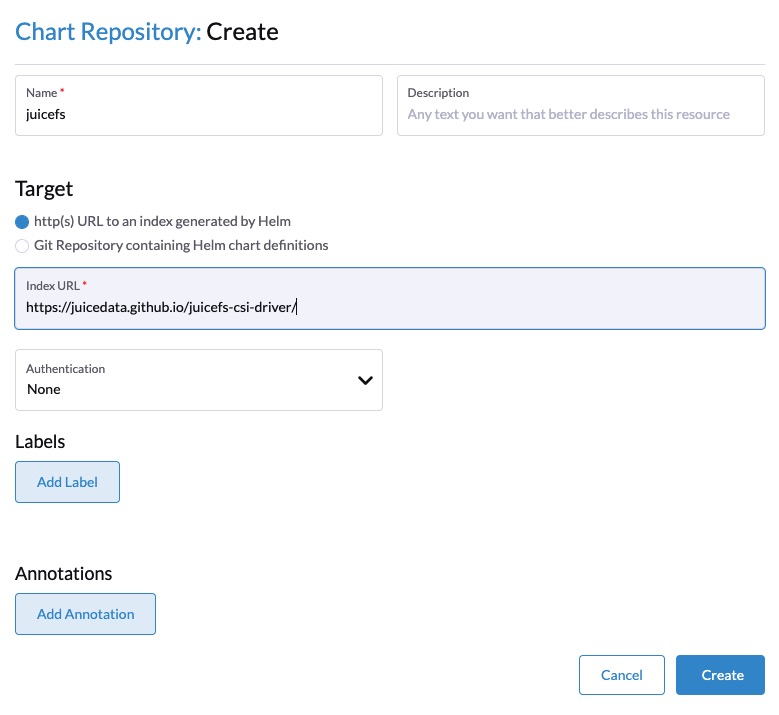 Chart Repository: Create
Name *
juicefs
Description
Any text you want that better describes this resource
Target
http(s) URL to an index generated by Helm
Git Repository containing Helm chart definitions
Index URL *
https://juicedata.github.io/juicefs-csi-driver/
Authentication
None
Labels
Add Label
Annotations
Add Annotation
Cancel
Create